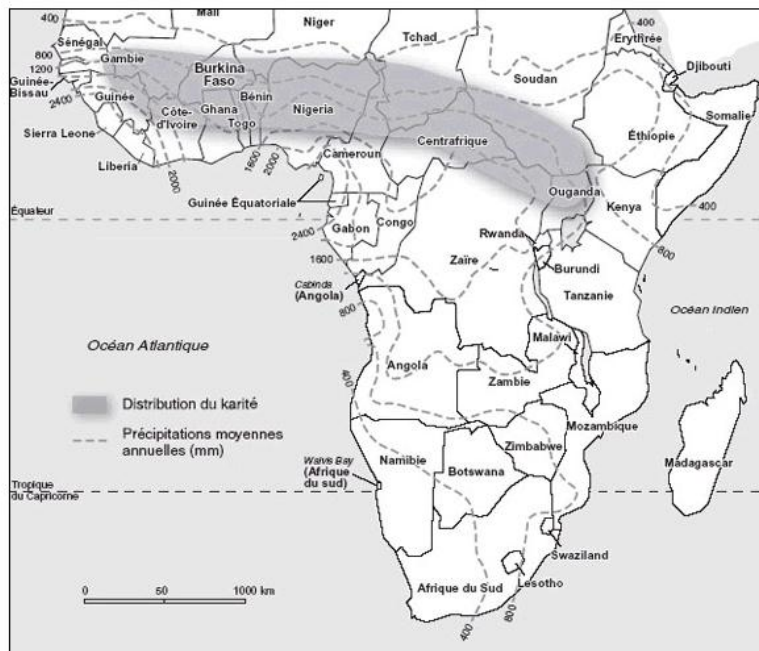 400
Mali
Niger
Tchad
400
Erythrée
Sénégal
800
Gambie
1200
Guinée-
Bissau
2400
Burkina
Faso
Soudan
Djibouti
Guinée
Bénin
Somalie
Côte-
d'Ivoire
Ghana
Nigeria
Éthiopie
Togo
Sierra Leone
Centrafrique
Liberia
2000
1600
2000
Cameroun
Ouganda
Kenya
Guinée Équatoriale
400
Équateur
2400
Gabon
Congo
Rwanda
800
1600
Zaïre
Burundi
Cabinda
(Angola)
Tanzanie
800
Océan Indien
Océan Atlantique
Malawi
Angola
400
Zambie
Distribution du karité
Mozambique
Précipitations moyennes
annuelles (mm)
Zimbabwe
Walvis Bay
(Afrique
du sud)
Namibie
Botswana
Madagascar
Tropique
du Capricorne
Swaziland
0
50
1000 km
Afrique du Sud
Lesotho
400
800